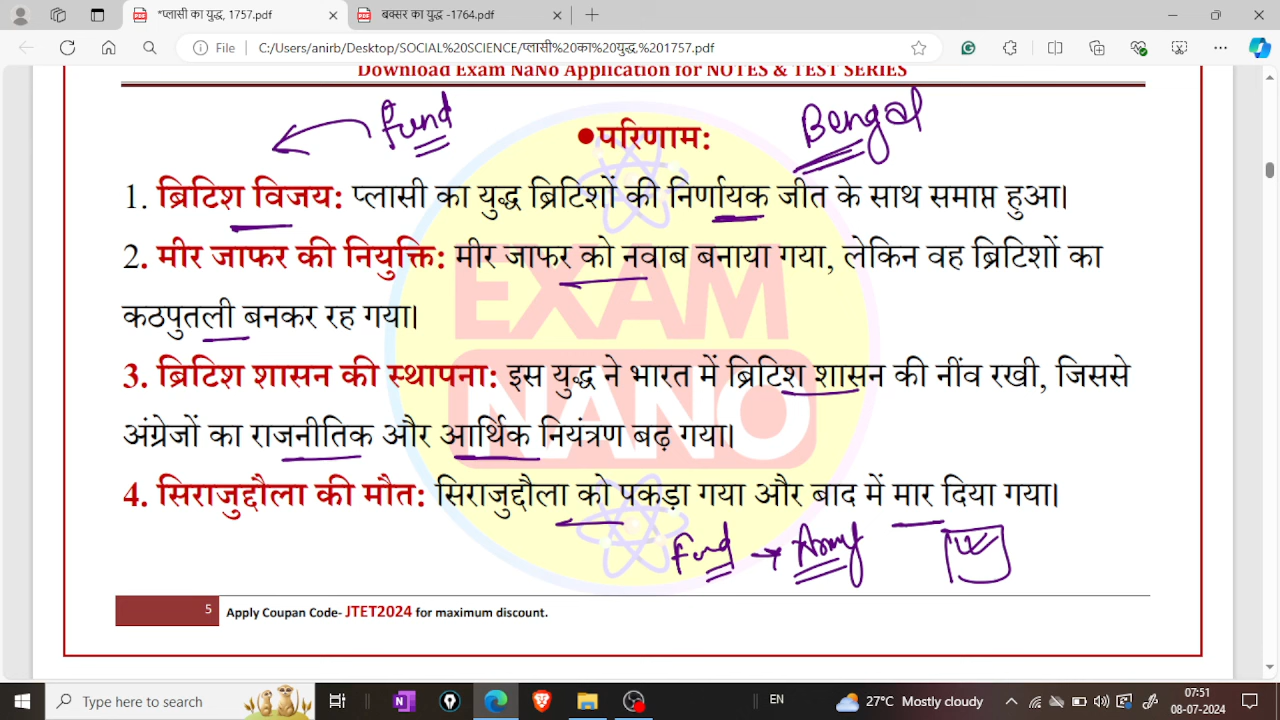 *प्लासी का युद्ध, 1757.pdf
बक्सर का युद्ध -1764.pdf
File C:/Users/anirb/Desktop/SOCIAL%20SCIENCE/प्लासी%20का%20युद्ध,%201757.pdf
Download Exam NaNo Application for NOTES & TEST SERIES
Fund
Bengal
•परिणाम:
1. ब्रिटिश विजय: प्लासी का युद्ध ब्रिटिशों की निर्णायक जीत के साथ समाप्त हुआ।
2. मीर जाफर की नियुक्ति: मीर जाफर को नवाब बनाया गया, लेकिन वह ब्रिटिशों का
कठपुतली बनकर रह गया।
3. ब्रिटिश शासन की स्थापना: इस युद्ध ने भारत में ब्रिटिश शासन की नींव रखी, जिससे
अंग्रेजों का राजनीतिक और आर्थिक नियंत्रण बढ़ गया।
4. सिराजुद्दौला की मौत: सिराजुद्दौला को पकड़ा गया और बाद में मार दिया गया।
EXAM
NANO
Fund → Army
5 Apply Coupan Code- JTET2024 for maximum discount.
Type here to search
EN
27°C Mostly cloudy
07:51
08-07-2024